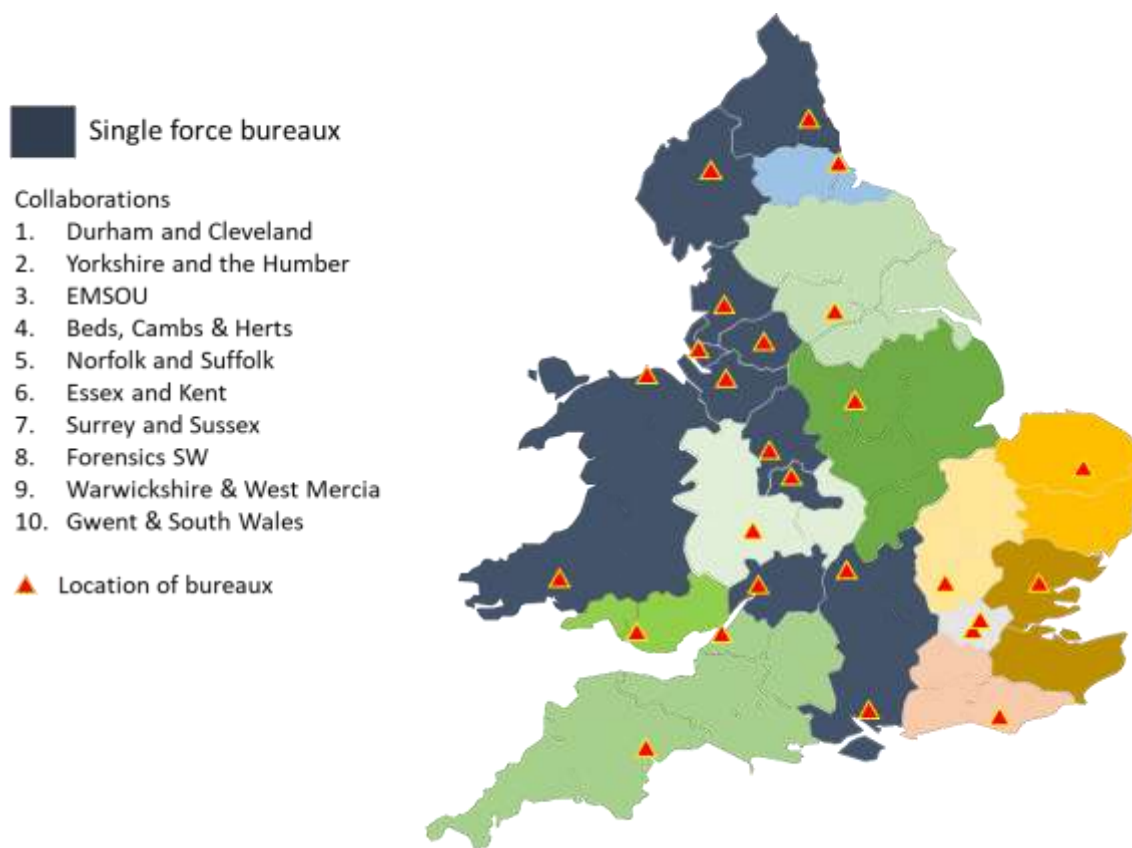 Single force bureaux
Collaborations
1. Durham and Cleveland
2. Yorkshire and the Humber
3. EMSOU
4. Beds, Cambs & Herts
5. Norfolk and Suffolk
6. Essex and Kent
7. Surrey and Sussex
8. Forensics SW
9. Warwickshire & West Mercia
10. Gwent & South Wales
Location of bureaux